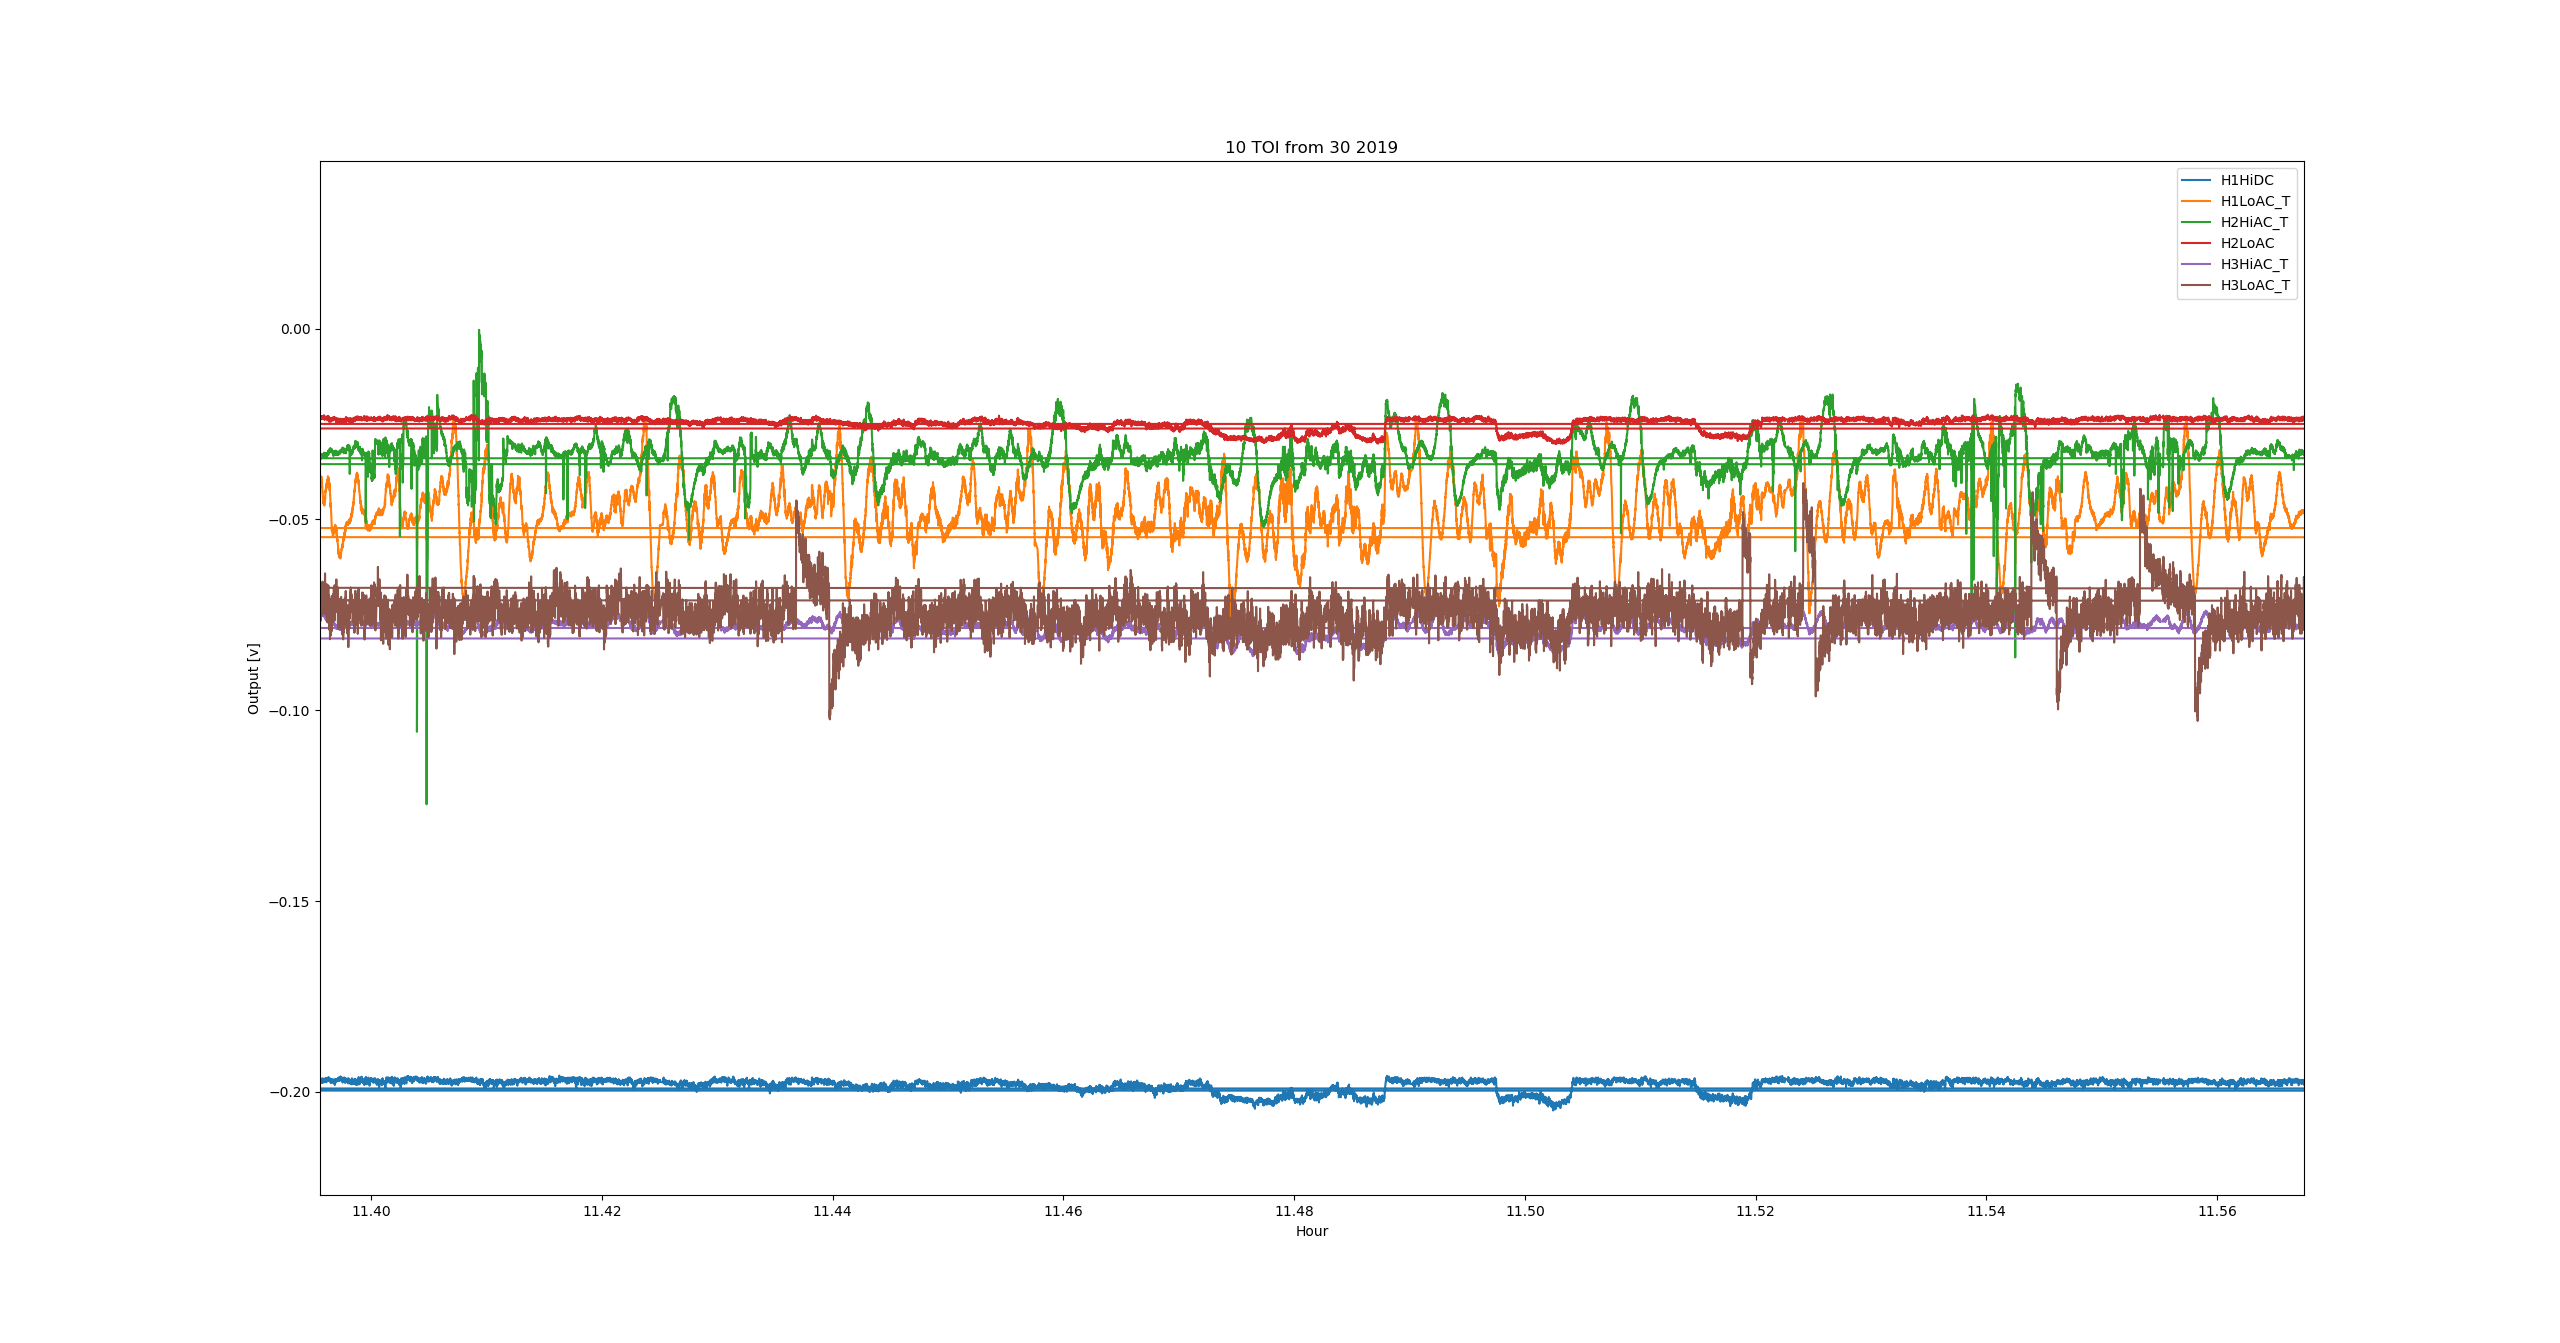 10 TOI from 30 2019
H1HiDC
H1LoAC_T
H2HiAC_T
H2LoAC
H3HiAC_T
H3LoAC_T
0.00
−0.05
−0.10
−0.15
−0.20
Output [v]
11.40 11.42 11.44 11.46 11.48 11.50 11.52 11.54 11.56
Hour